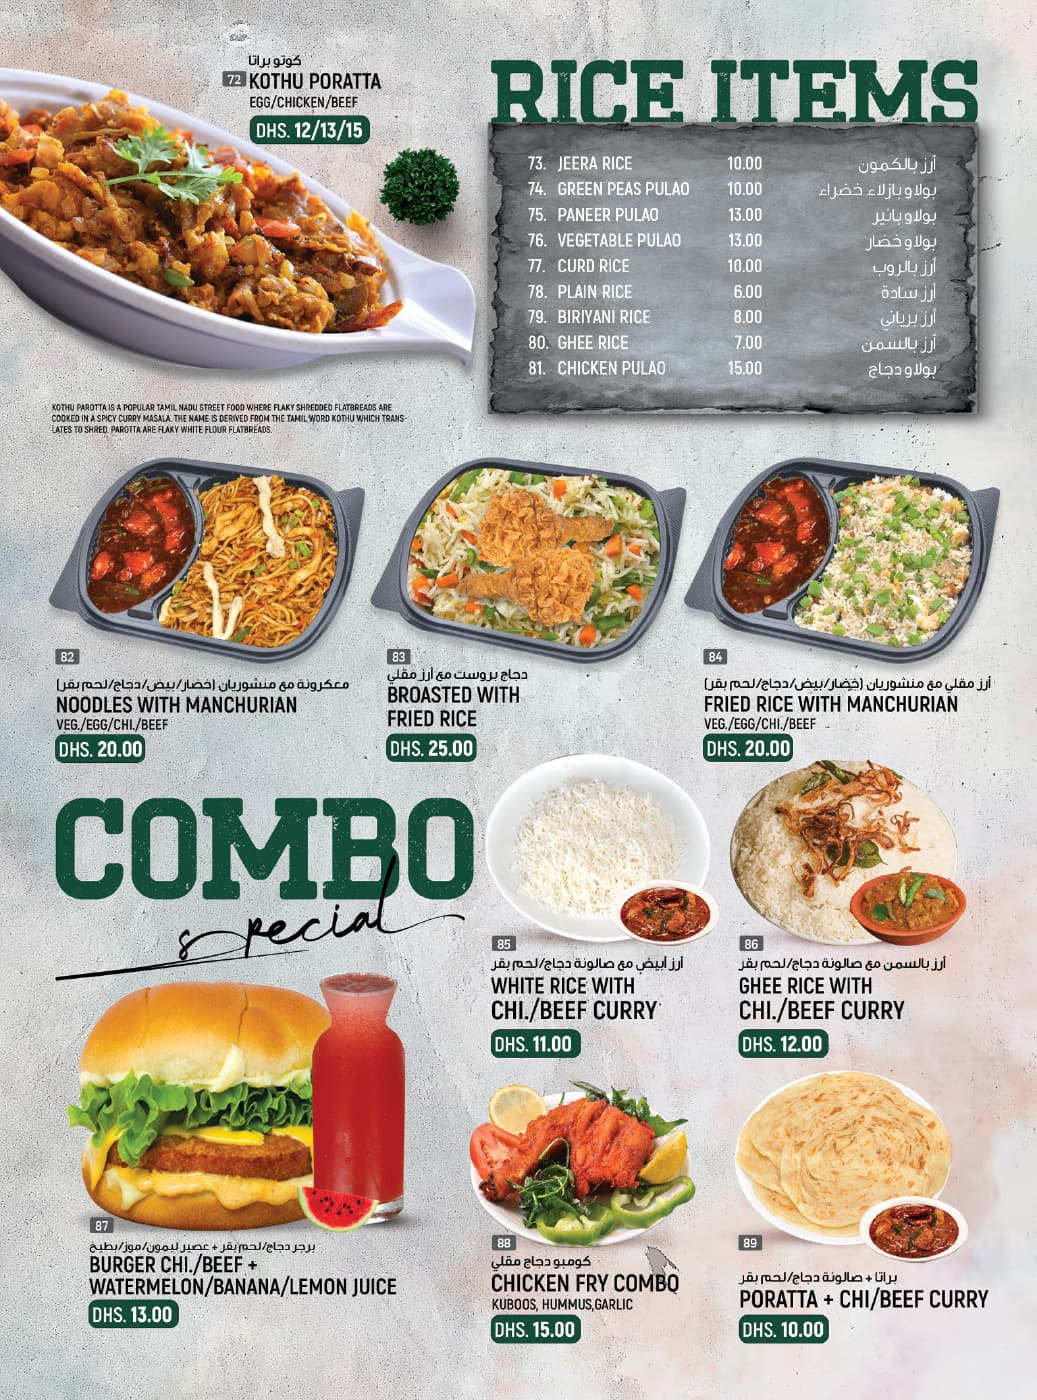 كوتو براتا
72 KOTHU PORATTA
EGG/CHICKEN/BEEF
DHS. 12/13/15
KOTHU PAROTTA IS A POPULAR TAMIL NADU STREET FOOD WHERE FLAKY SHREDDED FLATBREADS ARE
COOKED IN A SPICY CURRY MASALA. THE NAME IS DERIVED FROM THE TAMIL WORD KOTHU WHICH TRANS-
LATES TO SHRED. PAROTTA ARE FLAKY WHITE FLOUR FLATBREADS.
RICE ITEMS
73. JEERA RICE 10.00 أرز بالكمون
74. GREEN PEAS PULAO 10.00 بولاو بازلاء خضراء
75. PANEER PULAO 13.00 بولاو بانير
76. VEGETABLE PULAO 13.00 بولاو خضار
77. CURD RICE 10.00 أرز بالروب
78. PLAIN RICE 6.00 أرز سادة
79. BIRIYANI RICE 8.00 أرز برياني
80. GHEE RICE 7.00 أرز بالسمن
81. CHICKEN PULAO 15.00 بولاو دجاج
82
معكرونة مع منشوريان (خضار/بيض/دجاج/لحم بقر)
NOODLES WITH MANCHURIAN
VEG./EGG/CHI./BEEF
DHS. 20.00
83
دجاج بروست مع أرز مقلي
BROASTED WITH
FRIED RICE
DHS. 25.00
84
أرز مقلي مع منشوريان (خضار/بيض/دجاج/لحم بقر)
FRIED RICE WITH MANCHURIAN
VEG./EGG/CHI./BEEF
DHS. 20.00
COMBO
special
85
أرز أبيض مع صالونة دجاج/لحم بقر
WHITE RICE WITH
CHI./BEEF CURRY
DHS. 11.00
86
أرز بالسمن مع صالونة دجاج/لحم بقر
GHEE RICE WITH
CHI./BEEF CURRY
DHS. 12.00
87
برجر دجاج/لحم بقر + عصير ليمون/موز/بطيخ
BURGER CHI./BEEF +
WATERMELON/BANANA/LEMON JUICE
DHS. 13.00
88
كومبو دجاج مقلي
CHICKEN FRY COMBO
KUBOOS, HUMMUS,GARLIC
DHS. 15.00
89
براتا + صالونة دجاج/لحم بقر
PORATTA + CHI/BEEF CURRY
DHS. 10.00